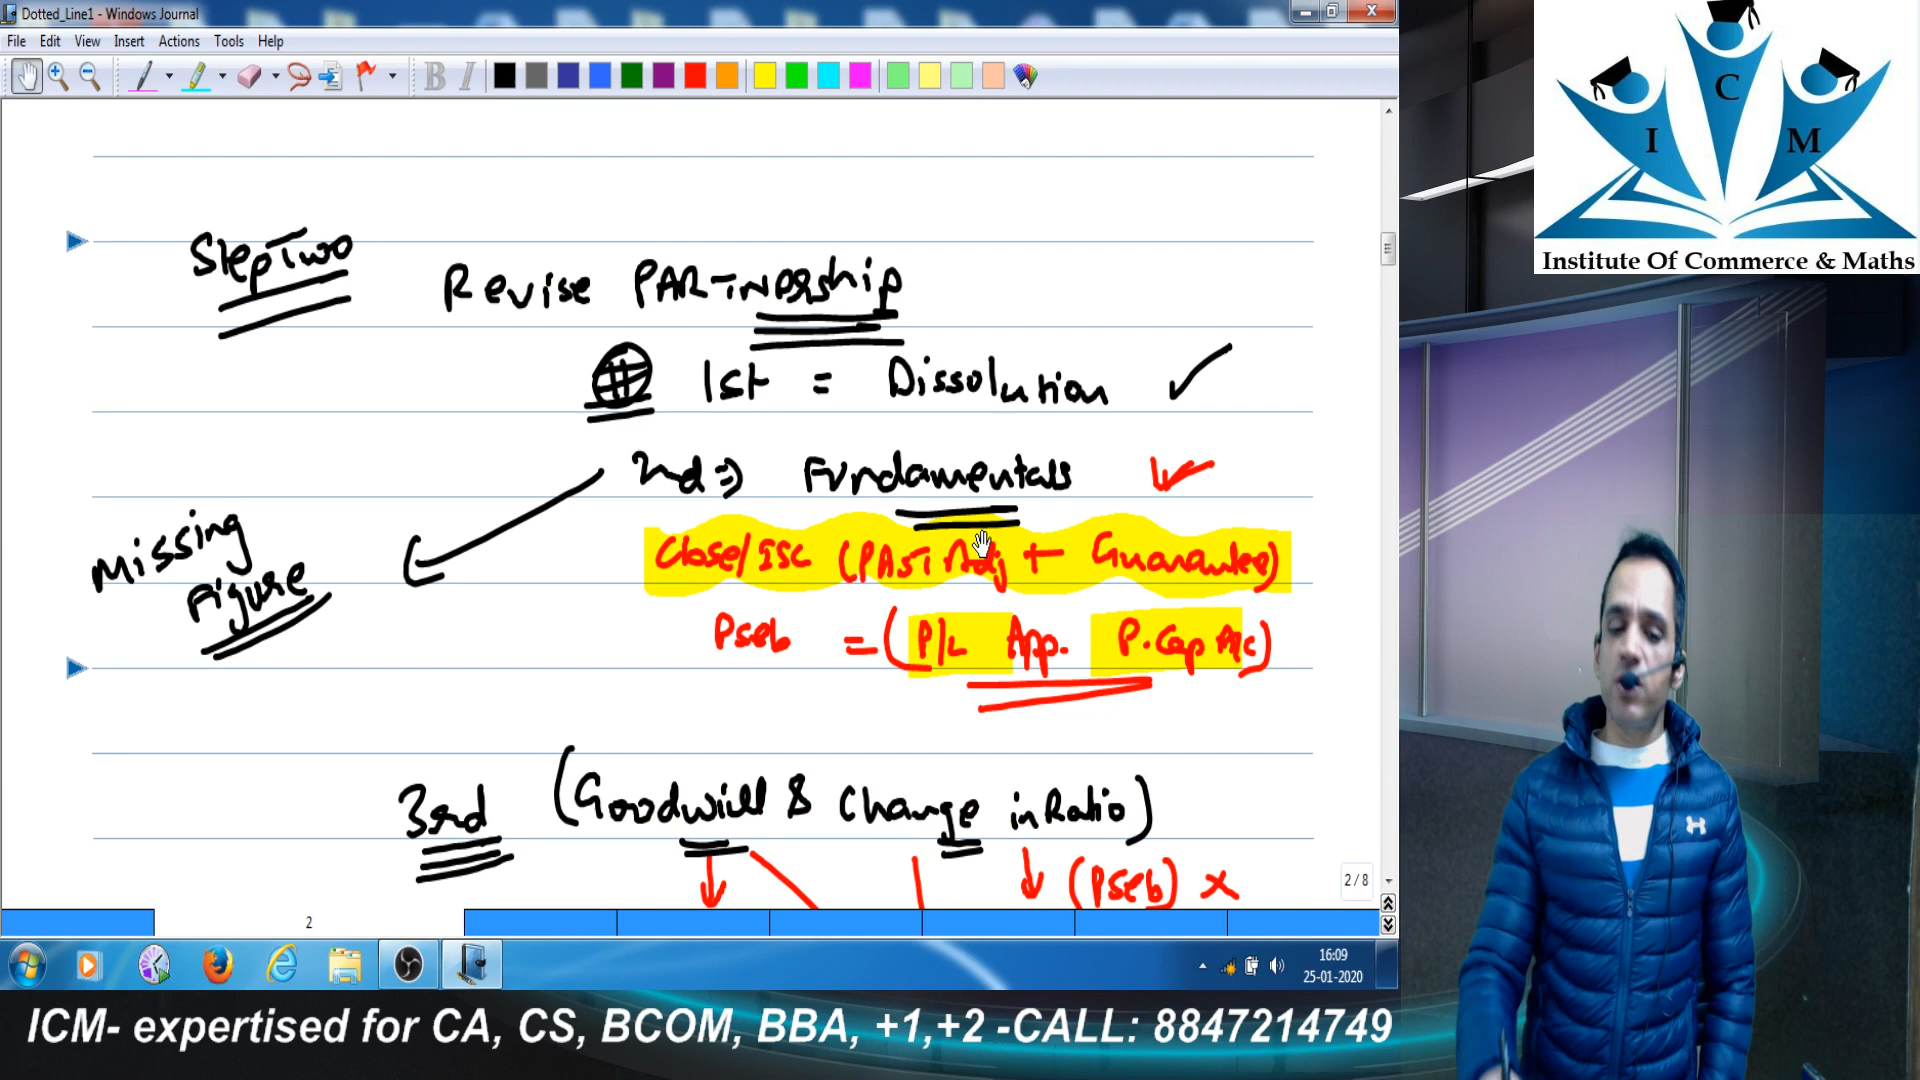 Dotted_Line1 - Windows Journal
File Edit View Insert Actions Tools Help
B I
Step Two
Revise PARTnership
1st = Dissolution ✓
2nd ⇒ Fundamentals
Missing
Figure
Cbse/ISC (PAST Adj + Guarantee)
Pseb = (P/L App. P. Cap A/c)
3rd (Goodwill & Change in Ratio)
(Pseb) ×
2 / 8
2
16:09
25-01-2020
I C M
Institute Of Commerce & Maths
ICM- expertised for CA, CS, BCOM, BBA, +1,+2 -CALL: 8847214749